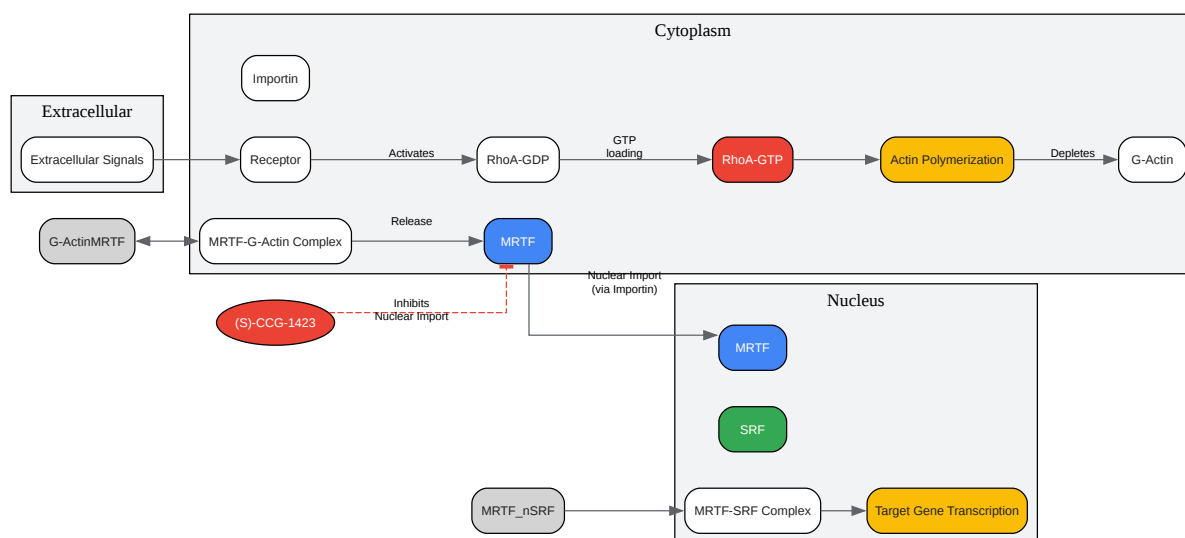 Cytoplasm
Importin
Extracellular
Extracellular Signals
Receptor
Activates
RhoA-GDP
GTP
loading
RhoA-GTP
Actin Polymerization
Depletes
G-Actin
G-ActinMRTF
MRTF-G-Actin Complex
Release
MRTF
Nuclear Import
(via Importin)
(S)-CCG-1423
Inhibits
Nuclear Import
Nucleus
MRTF
SRF
MRTF_nSRF
MRTF-SRF Complex
Target Gene Transcription